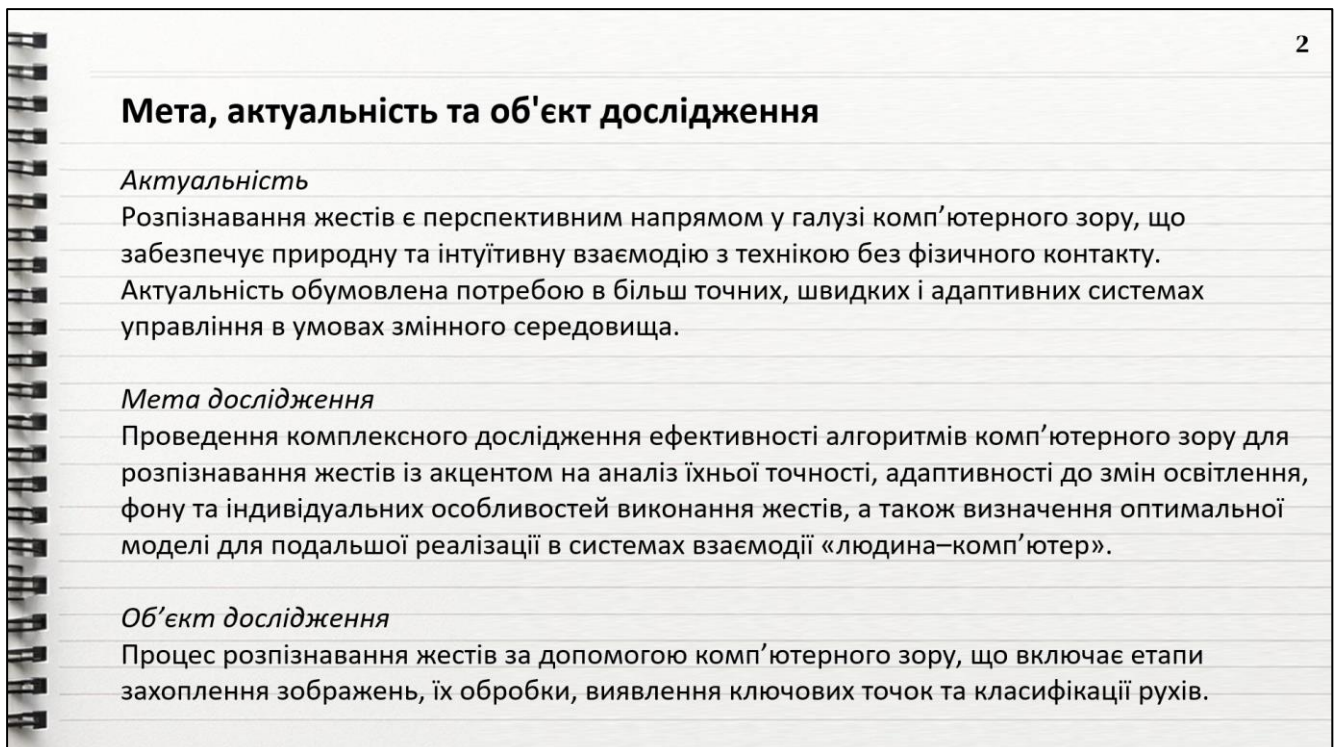 2
Мета, актуальність та об'єкт дослідження
Актуальність
Розпізнавання жестів є перспективним напрямом у галузі комп’ютерного зору, що
забезпечує природну та інтуїтивну взаємодію з технікою без фізичного контакту.
Актуальність обумовлена потребою в більш точних, швидких і адаптивних системах
управління в умовах змінного середовища.
Мета дослідження
Проведення комплексного дослідження ефективності алгоритмів комп’ютерного зору для
розпізнавання жестів із акцентом на аналіз їхньої точності, адаптивності до змін освітлення,
фону та індивідуальних особливостей виконання жестів, а також визначення оптимальної
моделі для подальшої реалізації в системах взаємодії «людина–комп’ютер».
Об’єкт дослідження
Процес розпізнавання жестів за допомогою комп’ютерного зору, що включає етапи
захоплення зображень, їх обробки, виявлення ключових точок та класифікації рухів.